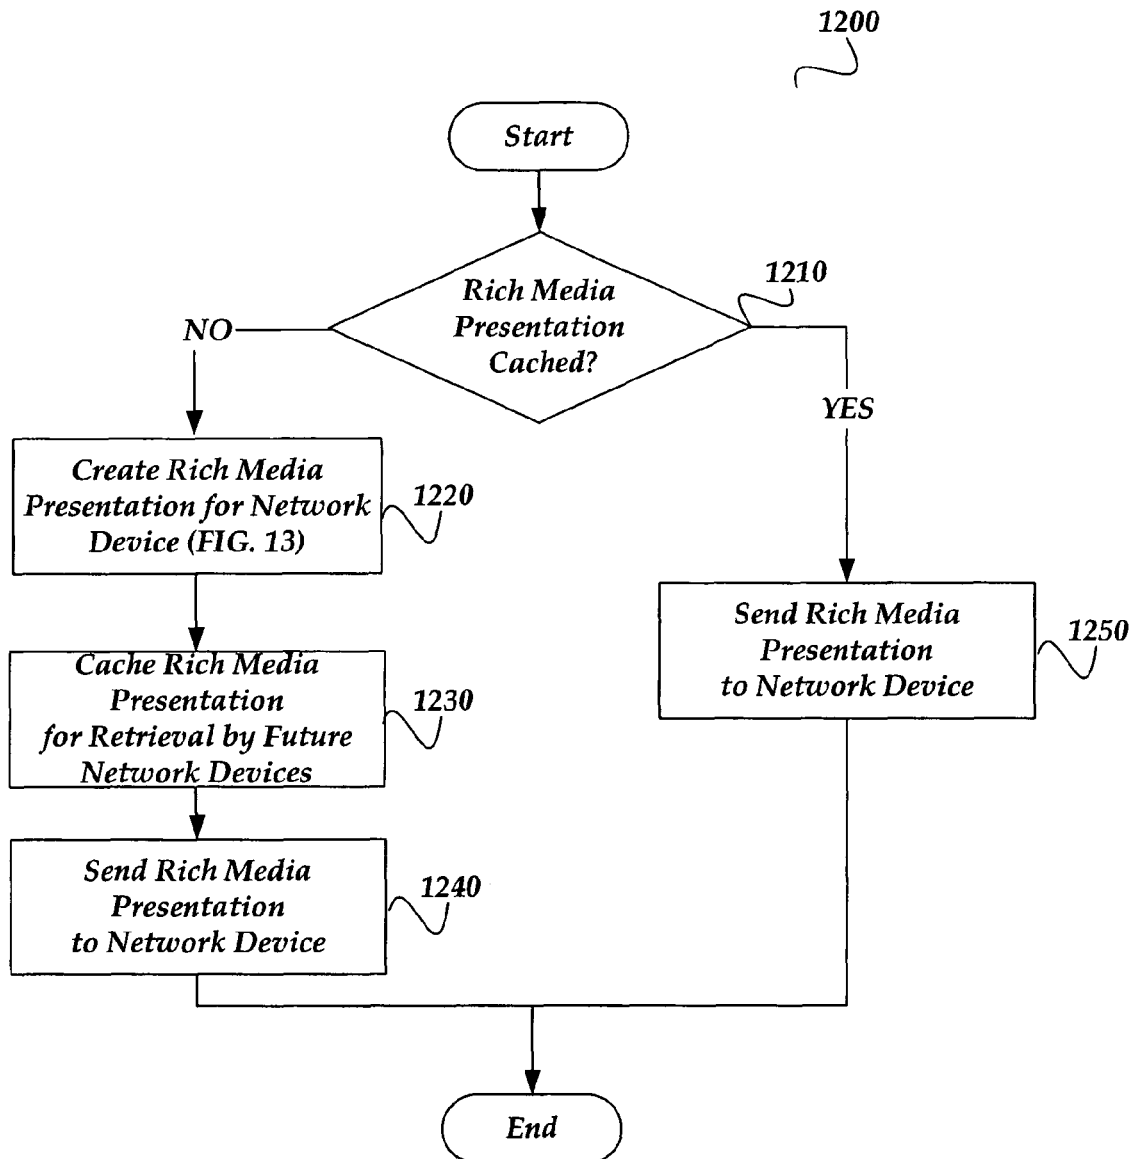 1200
Start
Rich Media
Presentation
Cached?
1210
NO
YES
Create Rich Media
Presentation for Network
Device (FIG. 13)
1220
Cache Rich Media
Presentation
for Retrieval by Future
Network Devices
1230
Send Rich Media
Presentation
to Network Device
1250
Send Rich Media
Presentation
to Network Device
1240
End